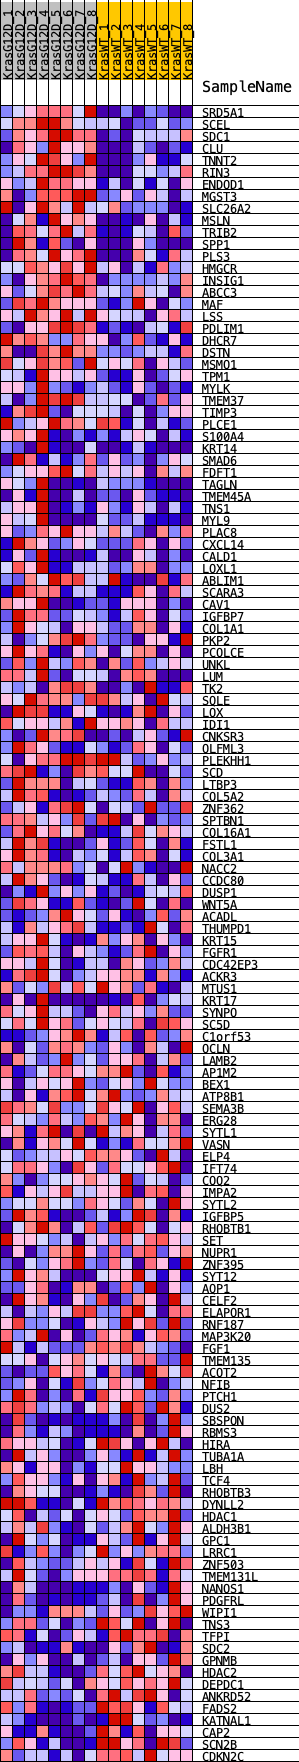 KrasG12D_1
KrasG12D_2
KrasG12D_3
KrasG12D_4
KrasG12D_5
KrasG12D_6
KrasG12D_7
KrasG12D_8
KrasWT_1
KrasWT_2
KrasWT_3
KrasWT_4
KrasWT_5
KrasWT_6
KrasWT_7
KrasWT_8
SampleName
SRD5A1
SCEL
SDC1
CLU
TNNT2
RIN3
ENDOD1
MGST3
SLC26A2
MSLN
TRIB2
SPP1
PLS3
HMGCR
INSIG1
ABCC3
MAF
LSS
PDLIM1
DHCR7
DSTN
MSMO1
TPM1
MYLK
TMEM37
TIMP3
PLCE1
S100A4
KRT14
SMAD6
FDFT1
TAGLN
TMEM45A
TNS1
MYL9
PLAC8
CXCL14
CALD1
LOXL1
ABLIM1
SCARA3
CAV1
IGFBP7
COL1A1
PKP2
PCOLCE
UNKL
LUM
TK2
SQLE
LOX
IDI1
CNKSR3
OLFML3
PLEKHH1
SCD
LTBP3
COL5A2
ZNF362
SPTBN1
COL16A1
FSTL1
COL3A1
NACC2
CCDC80
DUSP1
WNT5A
ACADL
THUMPD1
KRT15
FGFR1
CDC42EP3
ACKR3
MTUS1
KRT17
SYNPO
SC5D
C1orf53
OCLN
LAMB2
AP1M2
BEX1
ATP8B1
SEMA3B
ERG28
SYTL1
VASN
ELP4
IFT74
COQ2
IMPA2
SYTL2
IGFBP5
RHOBTB1
SET
NUPR1
ZNF395
SYT12
AQP1
CELF2
ELAPOR1
RNF187
MAP3K20
FGF1
TMEM135
ACOT2
NFIB
PTCH1
DUS2
SBSPON
RBMS3
HIRA
TUBA1A
LBH
TCF4
RHOBTB3
DYNLL2
HDAC1
ALDH3B1
GPC1
LRRC1
ZNF503
TMEM131L
NANOS1
PDGFRL
WIPI1
TNS3
TFPI
SDC2
GPNMB
HDAC2
DEPDC1
ANKRD52
FADS2
KATNAL1
CAP2
SCN2B
CDKN2C